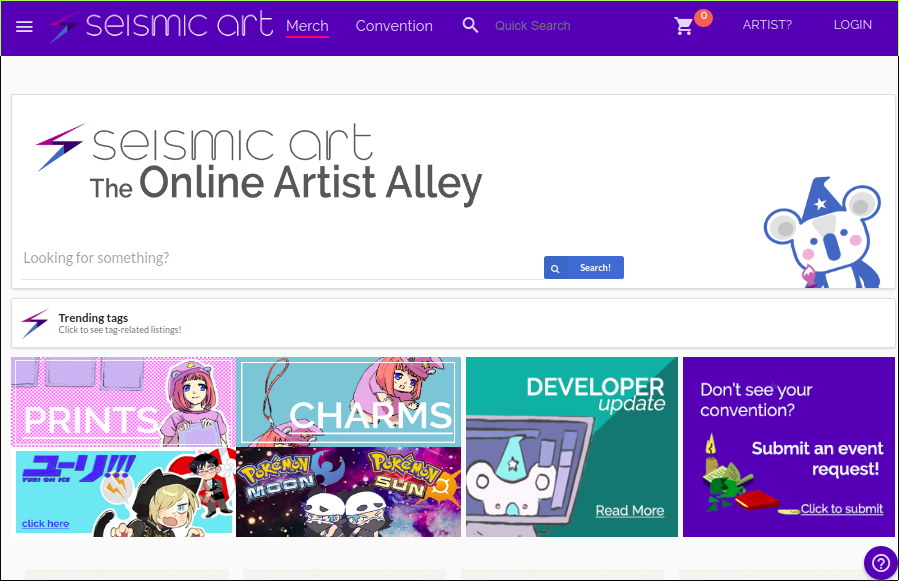 seismic art
Merch
Convention
Quick Search
0
ARTIST?
LOGIN
seismic art
The Online Artist Alley
Looking for something?
Search!
Trending tags
Click to see tag-related listings!
PRINTS
CHARMS
DEVELOPER
update
Read More
Don't see your
convention?
Submit an event
request!
Click to submit
ユーリ!!!
YURI ON ICE
click here
POKéMON
MOON
POKéMON
SUN
?